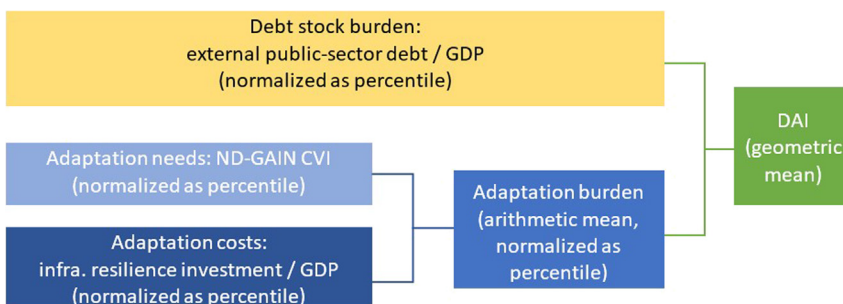 Debt stock burden:
external public-sector debt / GDP
(normalized as percentile)
Adaptation needs: ND-GAIN CVI
(normalized as percentile)
Adaptation costs:
infra. resilience investment / GDP
(normalized as percentile)
Adaptation burden
(arithmetic mean,
normalized as
percentile)
DAI
(geometric
mean)